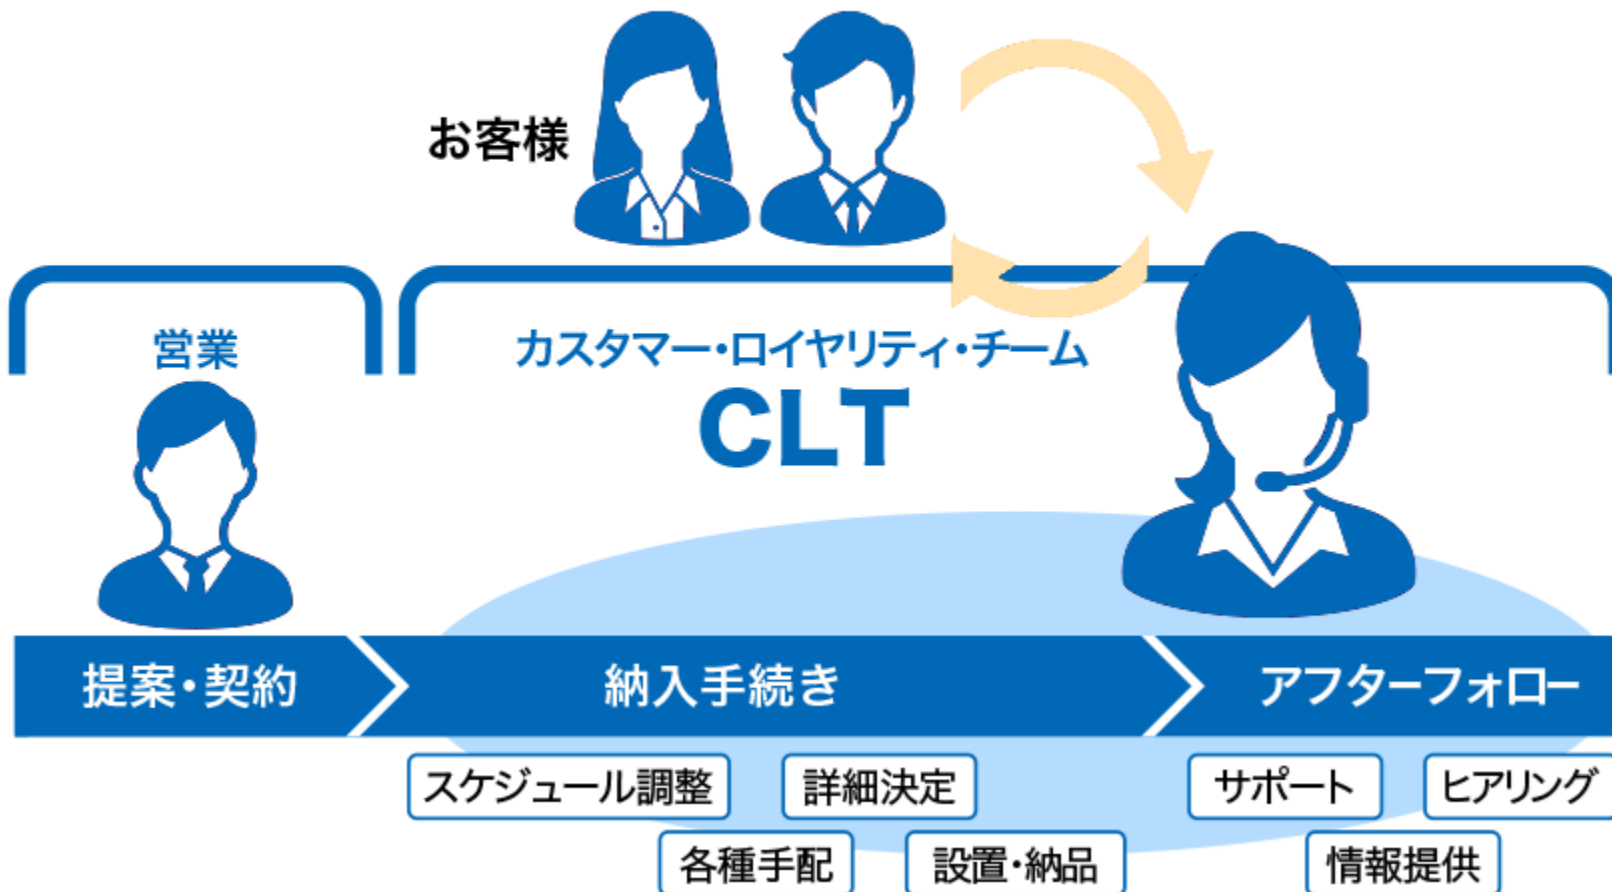 お客様
営業
カスタマー・ロイヤリティ・チーム
CLT
提案・契約
納入手続き
アフターフォロー
スケジュール調整
詳細決定
サポート
ヒアリング
各種手配
設置・納品
情報提供